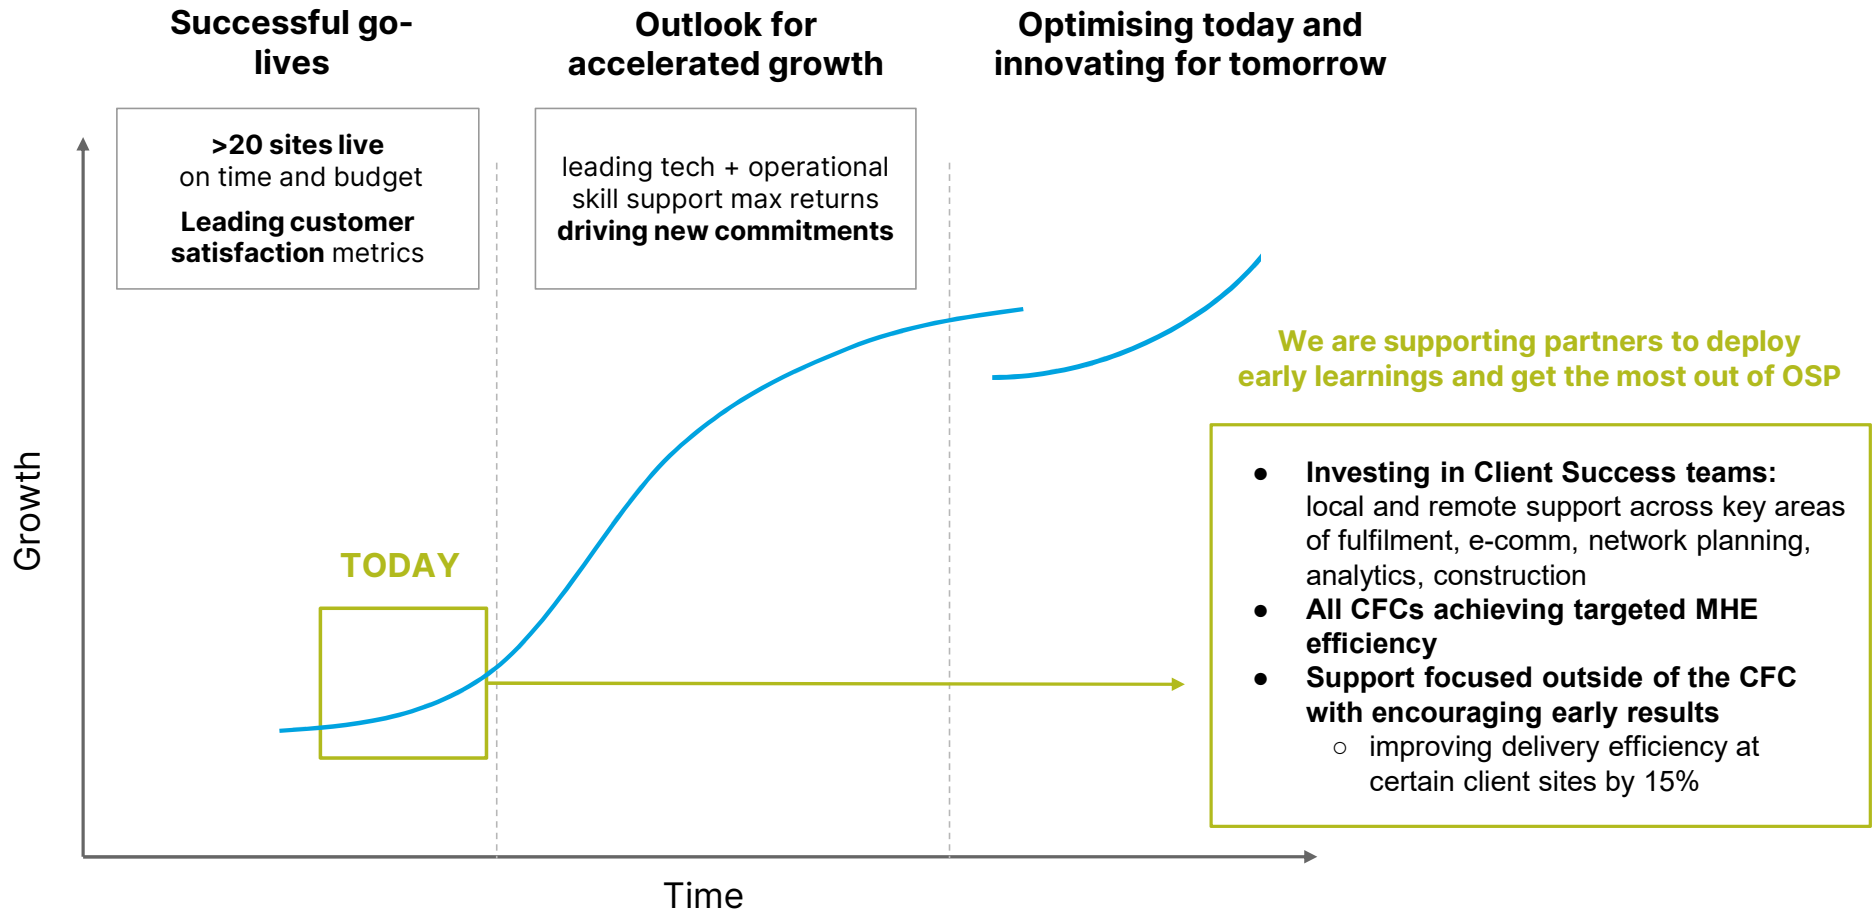 Successful go-
lives
Outlook for
accelerated growth
Optimising today and
innovating for tomorrow
>20 sites live
on time and budget
Leading customer
satisfaction metrics
leading tech + operational
skill support max returns
driving new commitments
We are supporting partners to deploy
early learnings and get the most out of OSP
● Investing in Client Success teams:
local and remote support across key areas
of fulfilment, e-comm, network planning,
analytics, construction
● All CFCs achieving targeted MHE
efficiency
● Support focused outside of the CFC
with encouraging early results
○ improving delivery efficiency at
certain client sites by 15%
TODAY
Growth
Time